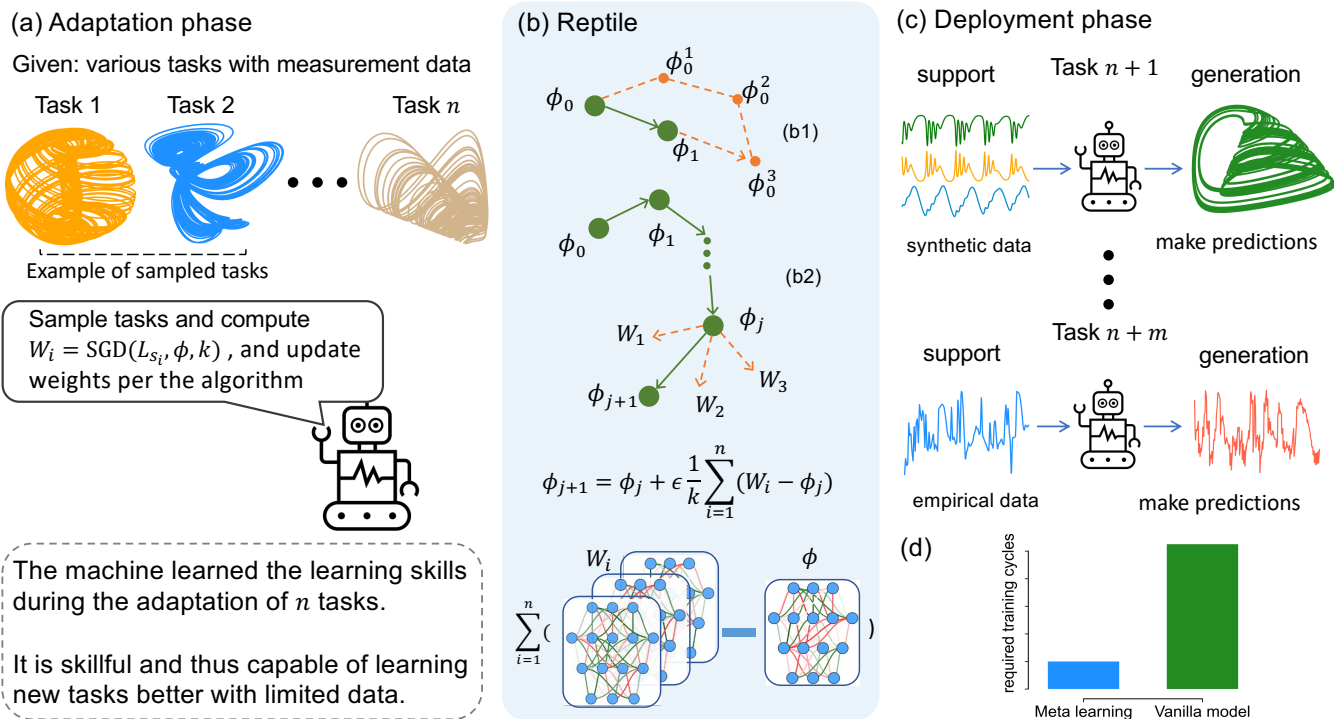 (a) Adaptation phase
Given: various tasks with measurement data
Task 1
Task 2
Task n
Example of sampled tasks
Sample tasks and compute
W_i = SGD(L_{s_i}, ϕ, k) , and update
weights per the algorithm
The machine learned the learning skills
during the adaptation of n tasks.
It is skillful and thus capable of learning
new tasks better with limited data.
(b) Reptile
ϕ_0
ϕ_0^1
ϕ_0^2
(b1)
ϕ_1
ϕ_0^3
ϕ_0
ϕ_1
(b2)
ϕ_j
W_1
W_3
ϕ_{j+1}
W_2
ϕ_{j+1} = ϕ_j + ϵ \frac{1}{k} \sum_{i=1}^{n} (W_i − ϕ_j)
W_i
ϕ
\sum_{i=1}^{n} (
)
(c) Deployment phase
support
Task n + 1
generation
synthetic data
make predictions
Task n + m
support
generation
empirical data
make predictions
(d)
required training cycles
Meta learning
Vanilla model